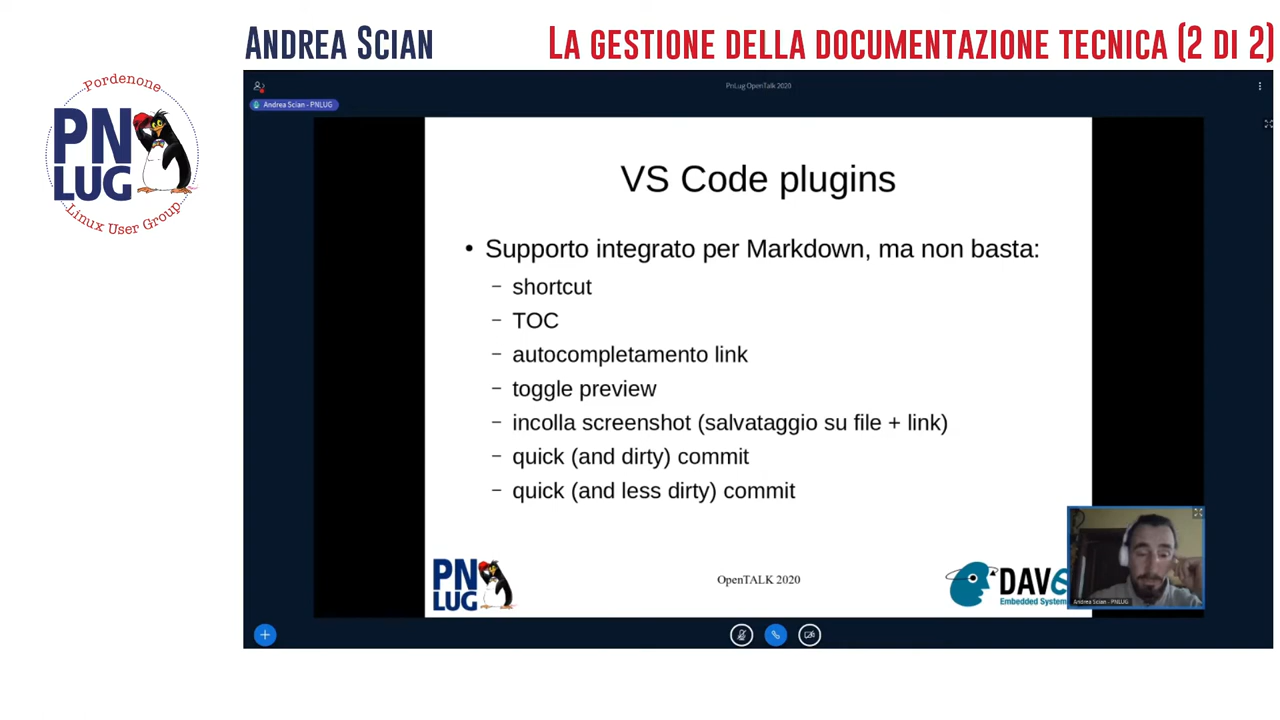 ANDREA SCIAN
LA GESTIONE DELLA DOCUMENTAZIONE TECNICA (2 DI 2)
Pordenone
PN
LUG
Linux User Group
PnLug OpenTalk 2020
Andrea Scian - PNLUG
VS Code plugins
• Supporto integrato per Markdown, ma non basta:
– shortcut
– TOC
– autocompletamento link
– toggle preview
– incolla screenshot (salvataggio su file + link)
– quick (and dirty) commit
– quick (and less dirty) commit
PN
LUG
OpenTALK 2020
DAVE
Embedded System
Andrea Scian - PNLUG